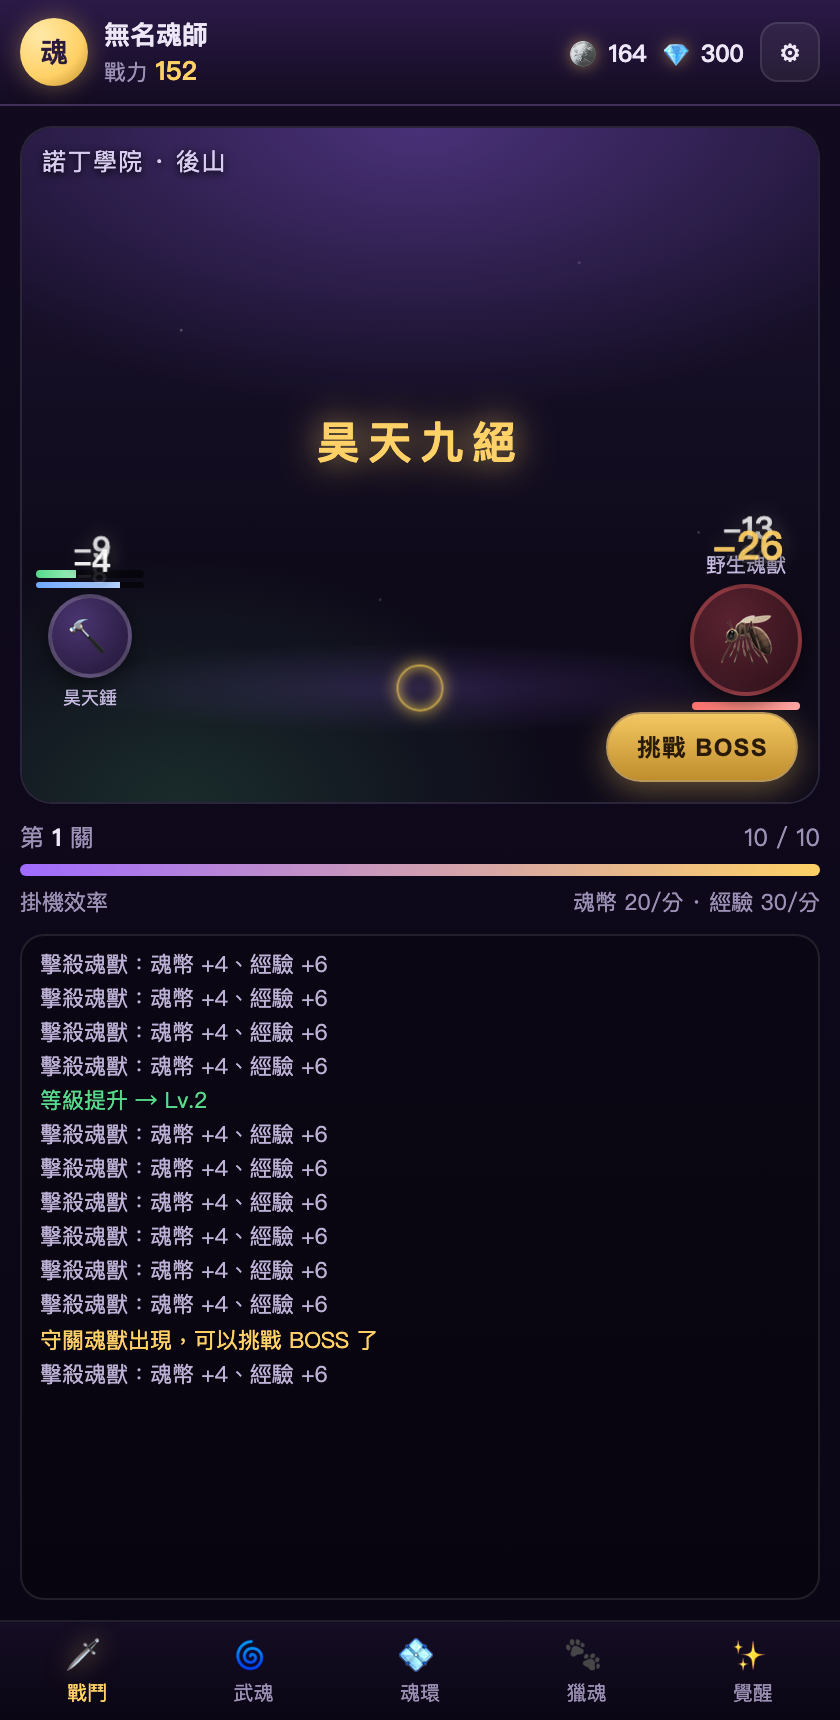 魂
無名魂師
戰力 152
164
300
諾丁學院 · 後山
昊天九絕
−9
−4
−13
−26
野生魂獸
昊天錘
挑戰 BOSS
第 1 關
10 / 10
掛機效率
魂幣 20/分 · 經驗 30/分
擊殺魂獸：魂幣 +4、經驗 +6
擊殺魂獸：魂幣 +4、經驗 +6
擊殺魂獸：魂幣 +4、經驗 +6
擊殺魂獸：魂幣 +4、經驗 +6
等級提升 → Lv.2
擊殺魂獸：魂幣 +4、經驗 +6
擊殺魂獸：魂幣 +4、經驗 +6
擊殺魂獸：魂幣 +4、經驗 +6
擊殺魂獸：魂幣 +4、經驗 +6
擊殺魂獸：魂幣 +4、經驗 +6
擊殺魂獸：魂幣 +4、經驗 +6
守關魂獸出現，可以挑戰 BOSS 了
擊殺魂獸：魂幣 +4、經驗 +6
戰鬥
武魂
魂環
獵魂
覺醒